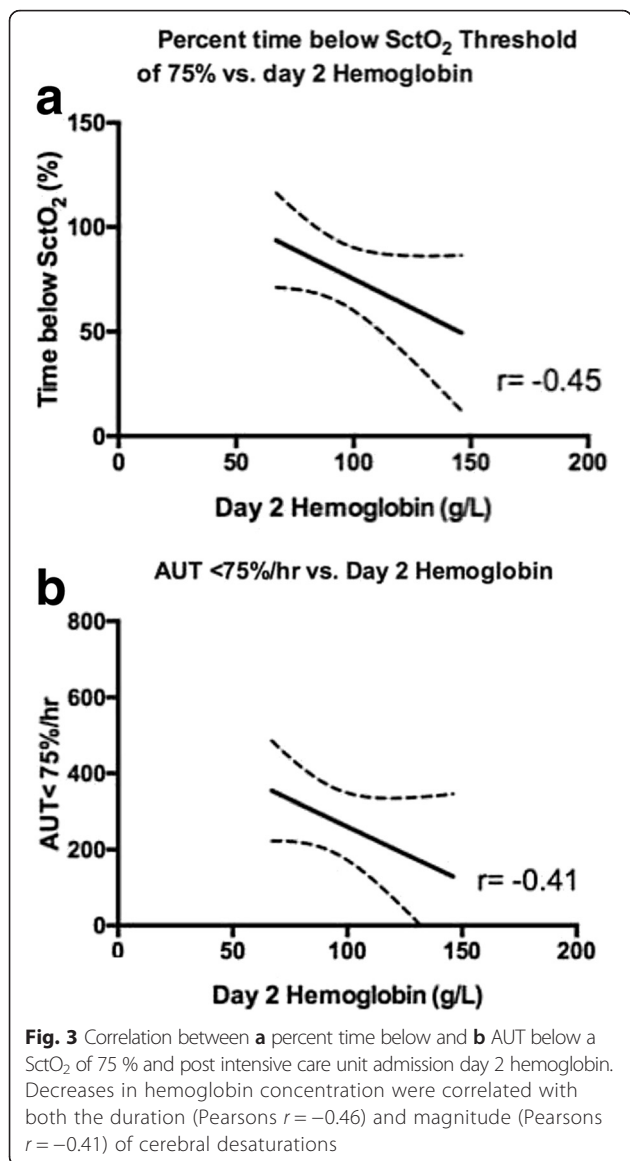 Percent time below SctO₂ Threshold
of 75% vs. day 2 Hemoglobin
a
150
100
50
0
Time below SctO₂ (%)
r= -0.45
0 50 100 150 200
Day 2 Hemoglobin (g/L)
AUT <75%/hr vs. Day 2 Hemoglobin
b
800
600
400
200
0
AUT< 75%/hr
r= -0.41
0 50 100 150 200
Day 2 Hemoglobin (g/L)
Fig. 3 Correlation between a percent time below and b AUT below a
SctO₂ of 75 % and post intensive care unit admission day 2 hemoglobin.
Decreases in hemoglobin concentration were correlated with
both the duration (Pearsons r = −0.46) and magnitude (Pearsons
r = −0.41) of cerebral desaturations